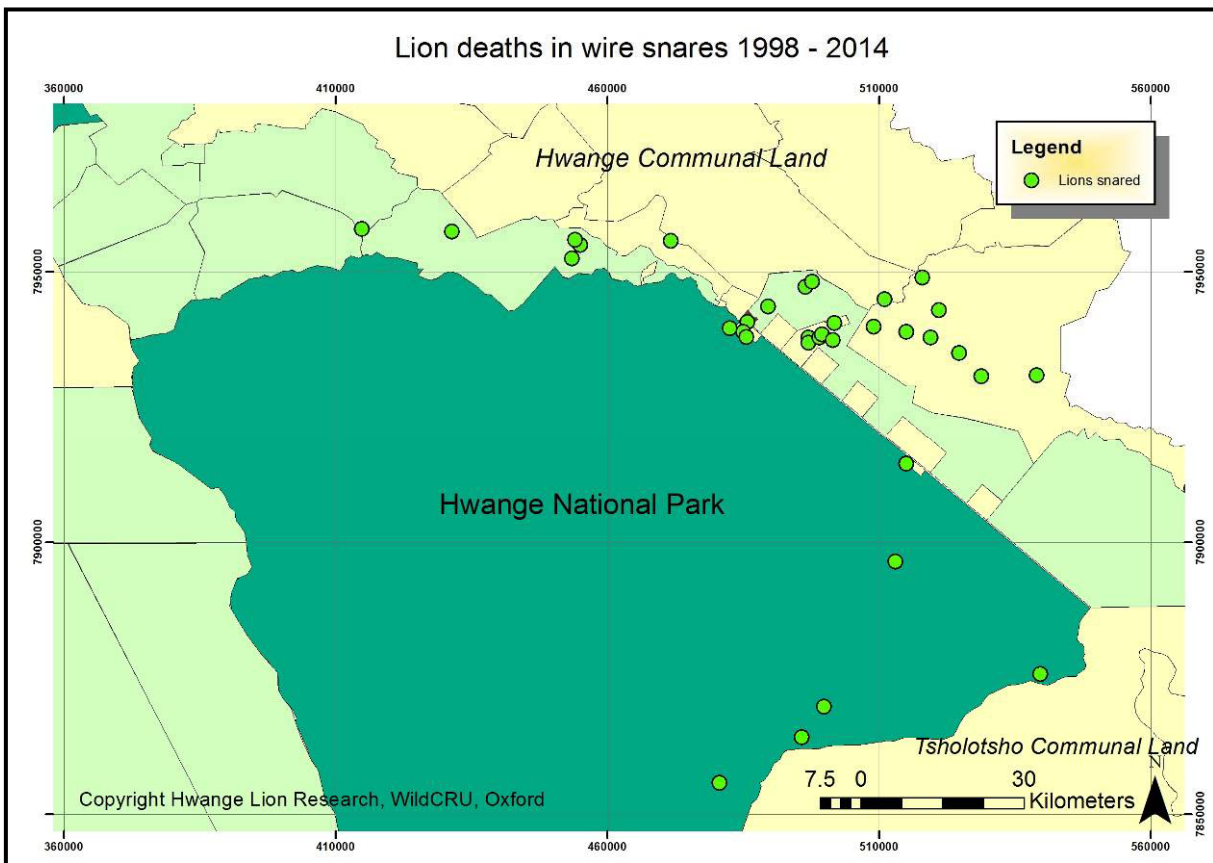 Lion deaths in wire snares 1998 - 2014
360000 410000 460000 510000 560000
Hwange Communal Land
Legend
Lions snared
7950000 7950000
Hwange National Park
7900000 7900000
Tsholotsho Communal Land
N
7.5 0 30
Kilometers
Copyright Hwange Lion Research, WildCRU, Oxford
7850000 7850000
360000 410000 460000 510000 560000